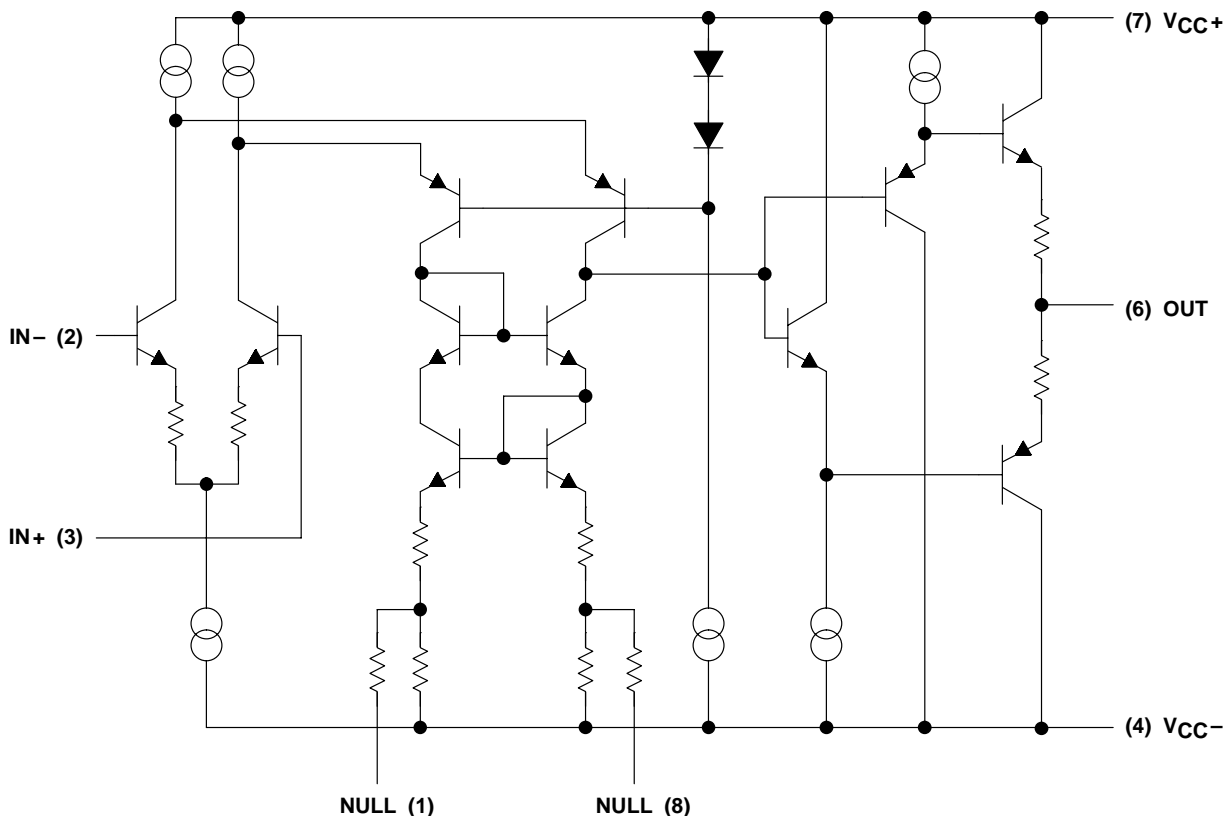 (7) VCC+
IN− (2)
(6) OUT
IN+ (3)
(4) VCC−
NULL (1)
NULL (8)